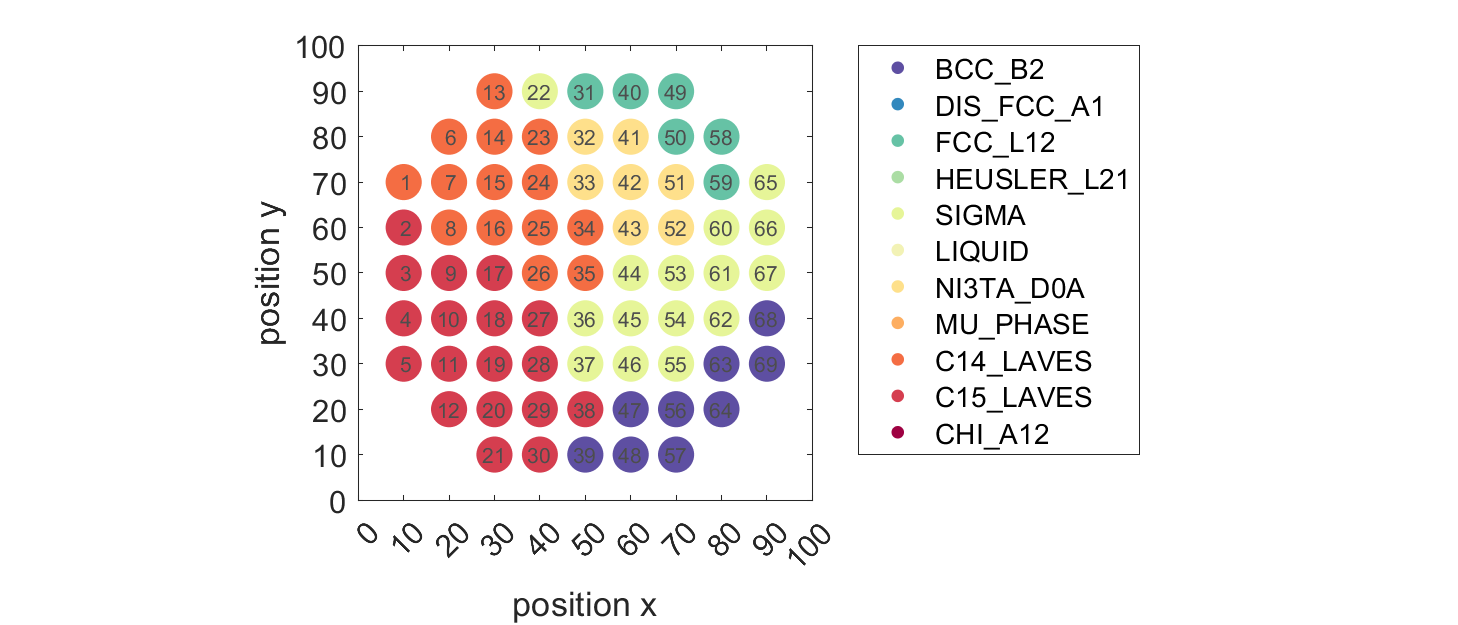 100
90
80
70
60
50
40
30
20
10
0
position y
13 22 31 40 49
6 14 23 32 41 50 58
1 7 15 24 33 42 51 59 65
2 8 16 25 34 43 52 60 66
3 9 17 26 35 44 53 61 67
4 10 18 27 36 45 54 62 68
5 11 19 28 37 46 55 63 69
12 20 29 38 47 56 64
21 30 39 48 57
0 10 20 30 40 50 60 70 80 90 100
position x
BCC_B2
DIS_FCC_A1
FCC_L12
HEUSLER_L21
SIGMA
LIQUID
NI3TA_D0A
MU_PHASE
C14_LAVES
C15_LAVES
CHI_A12